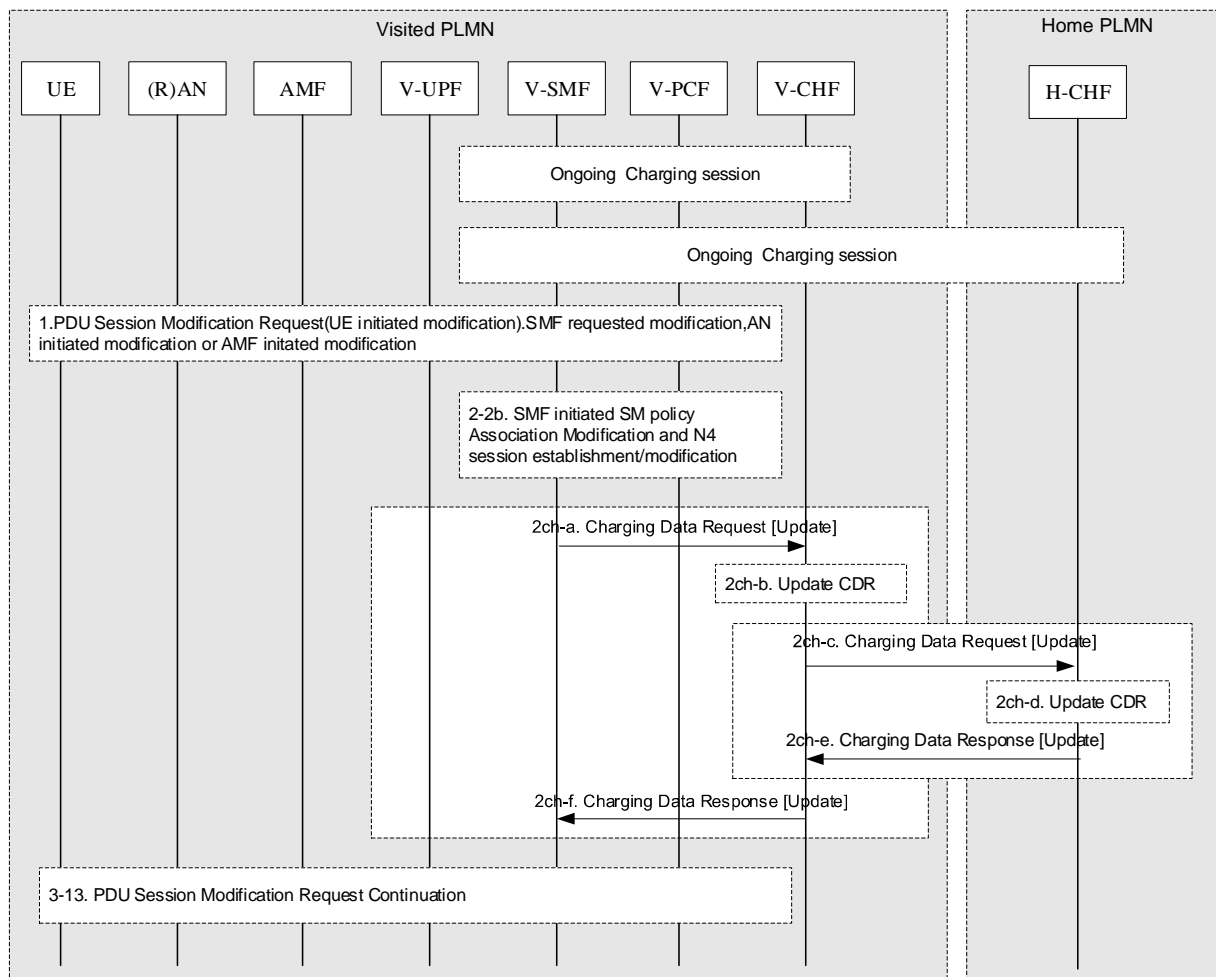 Visited PLMN
Home PLMN
UE
(R)AN
AMF
V-UPF
V-SMF
V-PCF
V-CHF
H-CHF
Ongoing Charging session
Ongoing Charging session
1.PDU Session Modification Request(UE initiated modification).SMF requested modification,AN
initiated modification or AMF initated modification
2-2b. SMF initiated SM policy
Association Modification and N4
session establishment/modification
2ch-a. Charging Data Request [Update]
2ch-b. Update CDR
2ch-c. Charging Data Request [Update]
2ch-d. Update CDR
2ch-e. Charging Data Response [Update]
2ch-f. Charging Data Response [Update]
3-13. PDU Session Modification Request Continuation